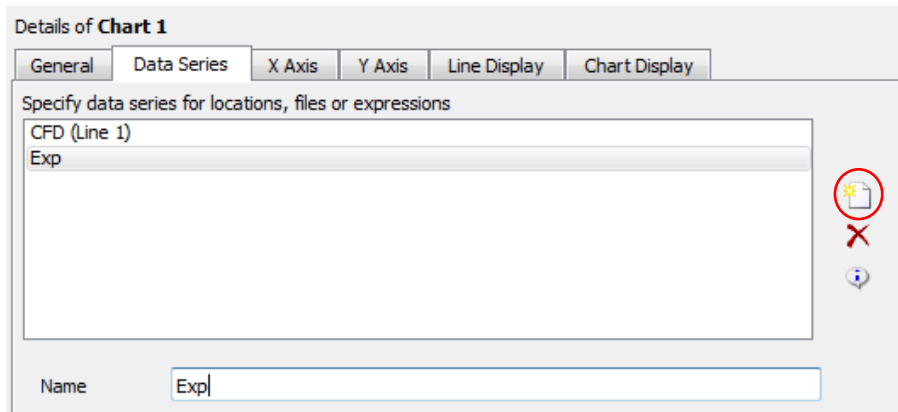 Details of Chart 1
General Data Series X Axis Y Axis Line Display Chart Display
Specify data series for locations, files or expressions
CFD (Line 1)
Exp
Name Exp